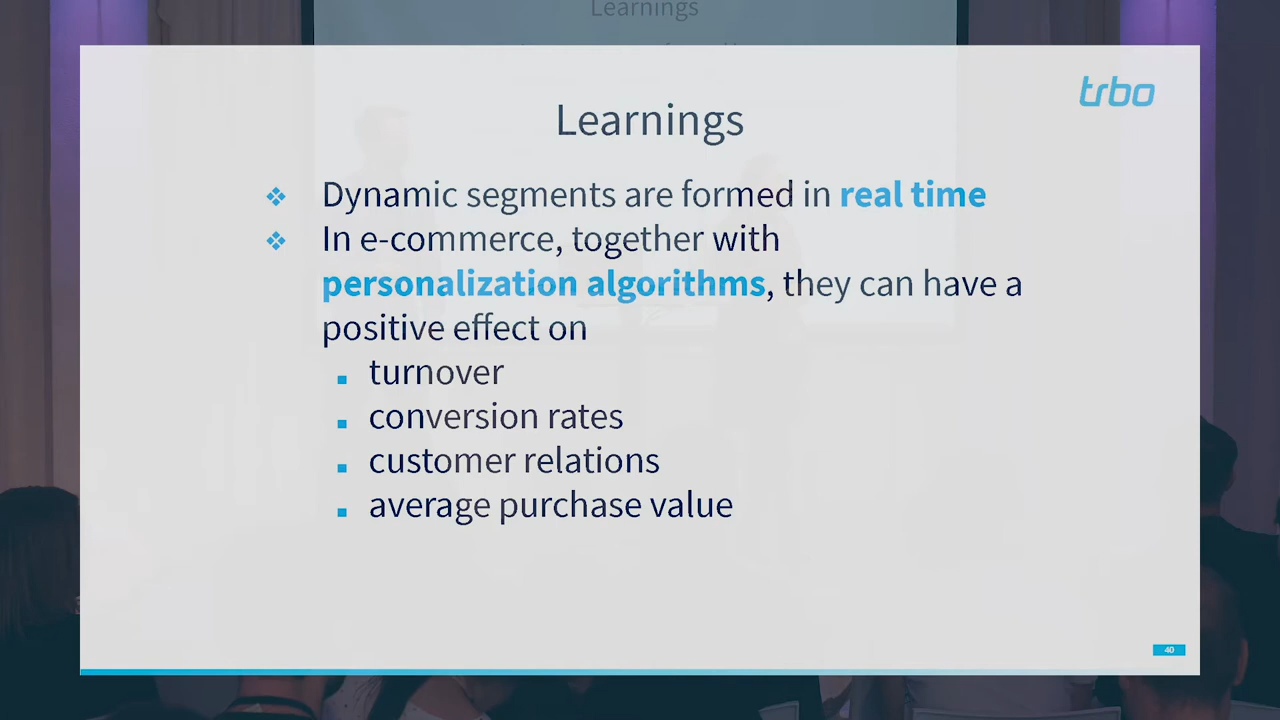 Learnings
trbo
Learnings
Dynamic segments are formed in real time
In e-commerce, together with
personalization algorithms, they can have a
positive effect on
turnover
conversion rates
customer relations
average purchase value
40